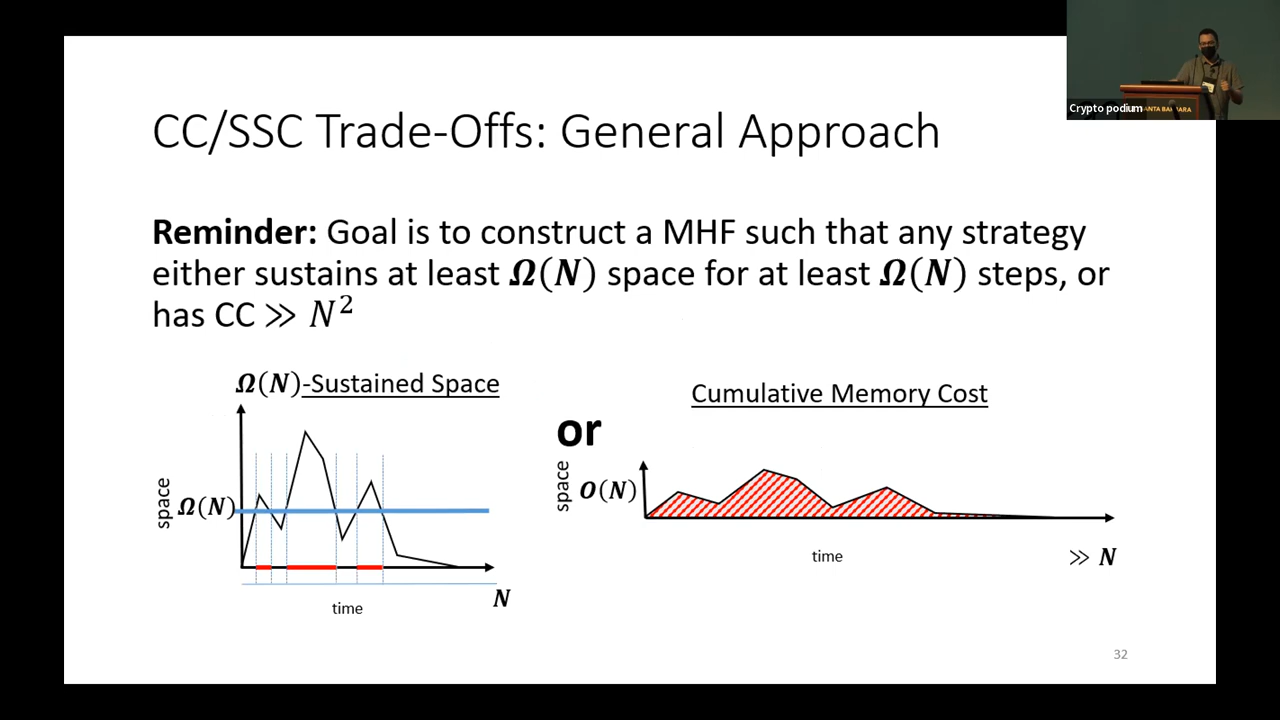 Crypto podium
ANTA BARBARA
CC/SSC Trade-Offs: General Approach
Reminder: Goal is to construct a MHF such that any strategy
either sustains at least Ω(N) space for at least Ω(N) steps, or
has CC ≫ N²
Ω(N)-Sustained Space
space
Ω(N)
time
N
or
Cumulative Memory Cost
space
O(N)
time
≫ N
32